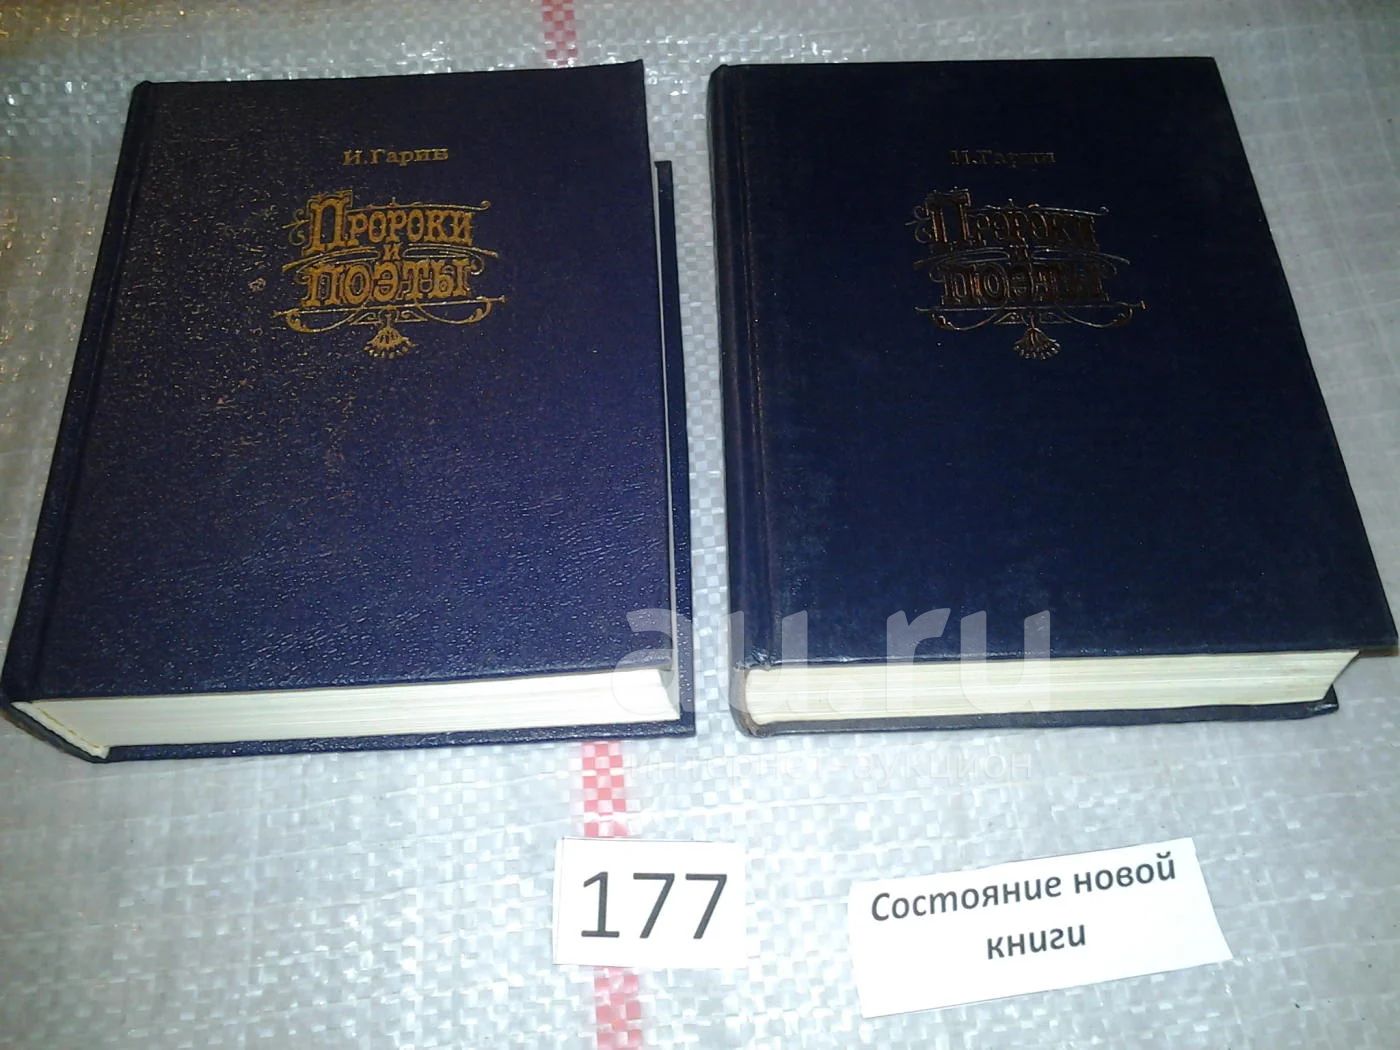 И.Гарин
Пророки
и
поэты
И.Гарин
Пророки
и
поэты
au.ru
интернет-аукцион
177
Состояние новой
книги